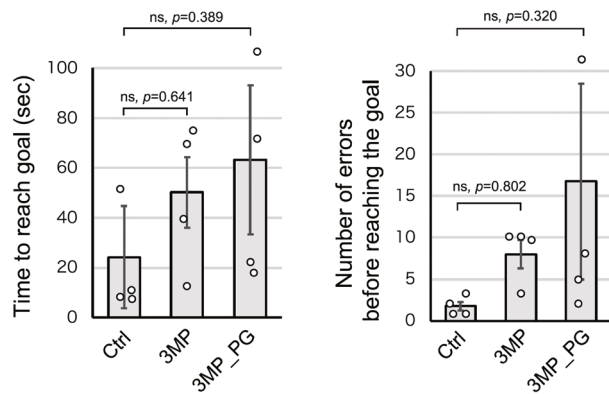 ns, p=0.389
ns, p=0.641
Time to reach goal (sec)
100
80
60
40
20
0
Ctrl
3MP
3MP_PG
ns, p=0.320
ns, p=0.802
Number of errors
before reaching the goal
30
25
20
15
10
5
0
Ctrl
3MP
3MP_PG